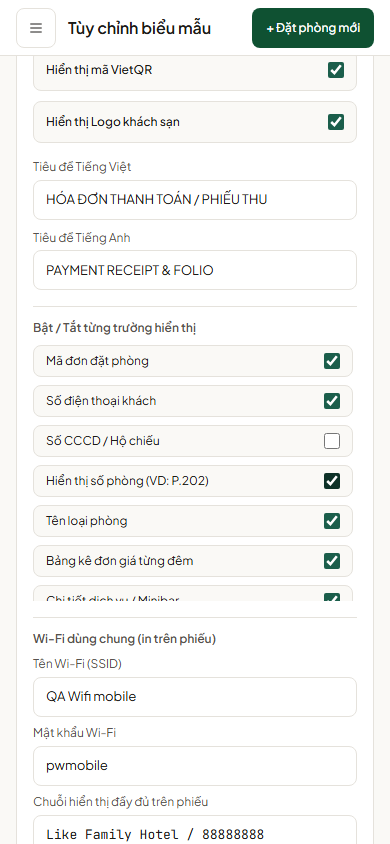 Tùy chỉnh biểu mẫu
+ Đặt phòng mới
Hiển thị mã VietQR
Hiển thị Logo khách sạn
Tiêu đề Tiếng Việt
HÓA ĐƠN THANH TOÁN / PHIẾU THU
Tiêu đề Tiếng Anh
PAYMENT RECEIPT & FOLIO
Bật / Tắt từng trường hiển thị
Mã đơn đặt phòng
Số điện thoại khách
Số CCCD / Hộ chiếu
Hiển thị số phòng (VD: P.202)
Tên loại phòng
Bảng kê đơn giá từng đêm
Chi tiết dịch vụ / Minibar
Wi-Fi dùng chung (in trên phiếu)
Tên Wi-Fi (SSID)
QA Wifi mobile
Mật khẩu Wi-Fi
pwmobile
Chuỗi hiển thị đầy đủ trên phiếu
Like Family Hotel / 88888888